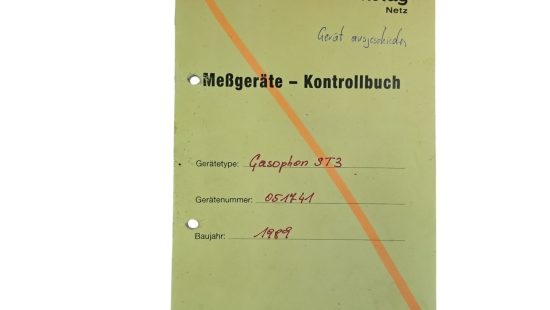 Netz
Gerät ausgeschieden
Meßgeräte – Kontrollbuch
Gerätetype: Gasophon ST3
Gerätenummer: 051741
Baujahr: 1989